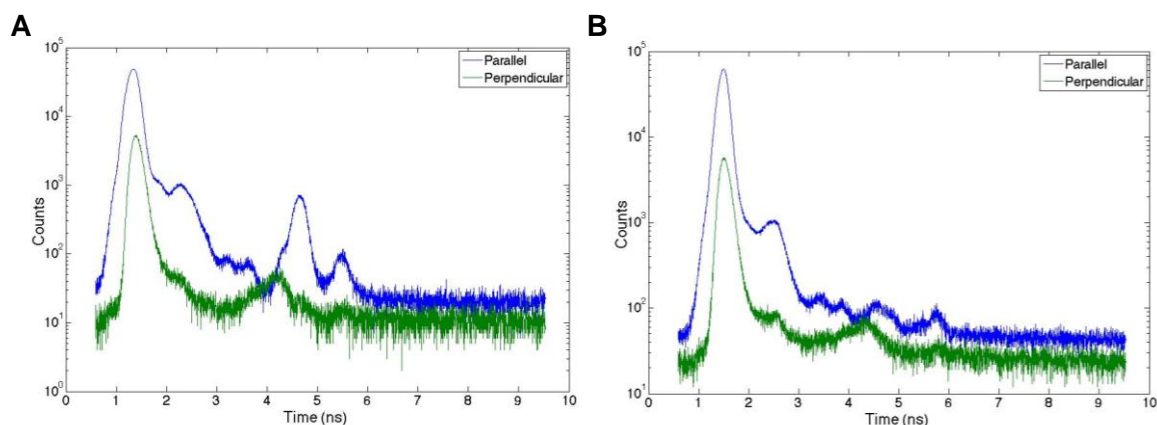 A
Parallel
Perpendicular
10^5
10^4
10^3
10^2
10^1
10^0
Counts
0 1 2 3 4 5 6 7 8 9 10
Time (ns)
B
Parallel
Perpendicular
10^5
10^4
10^3
10^2
10^1
Counts
0 1 2 3 4 5 6 7 8 9 10
Time (ns)